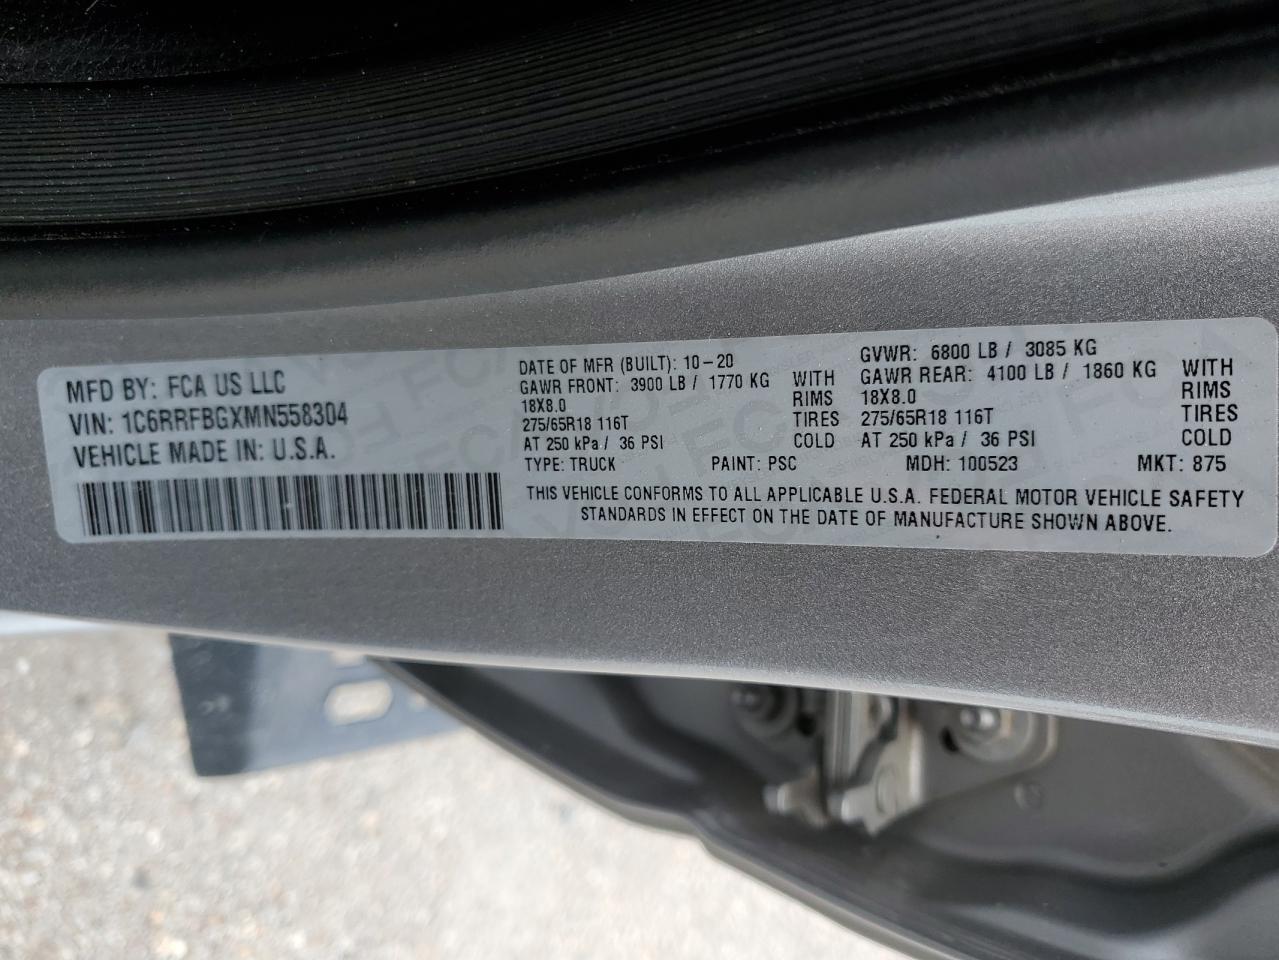 MFD BY: FCA US LLC
VIN: 1C6RRFBGXMN558304
VEHICLE MADE IN: U.S.A.
DATE OF MFR (BUILT): 10-20
GAWR FRONT: 3900 LB / 1770 KG WITH
18X8.0 RIMS
275/65R18 116T TIRES
AT 250 kPa / 36 PSI COLD
GVWR: 6800 LB / 3085 KG
GAWR REAR: 4100 LB / 1860 KG WITH
18X8.0 RIMS
275/65R18 116T TIRES
AT 250 kPa / 36 PSI COLD
TYPE: TRUCK PAINT: PSC MDH: 100523 MKT: 875
THIS VEHICLE CONFORMS TO ALL APPLICABLE U.S.A. FEDERAL MOTOR VEHICLE SAFETY
STANDARDS IN EFFECT ON THE DATE OF MANUFACTURE SHOWN ABOVE.